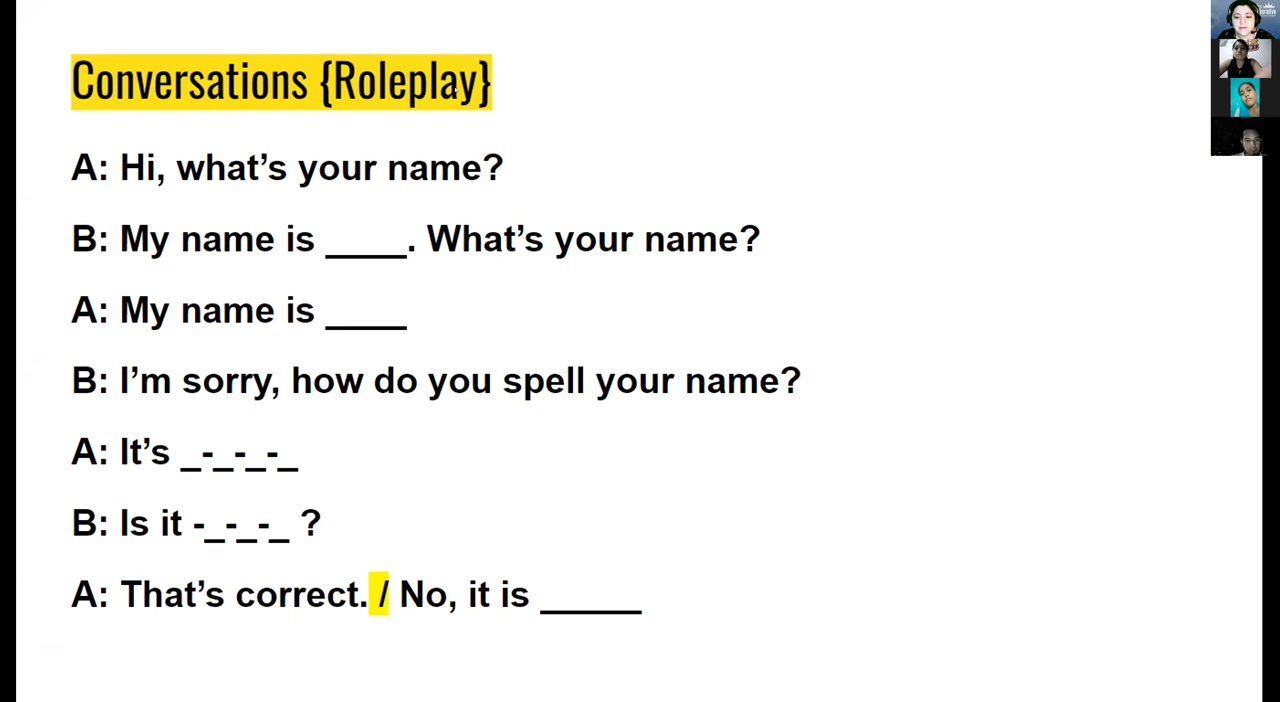 Conversations {Roleplay}
A: Hi, what’s your name?
B: My name is ____. What’s your name?
A: My name is ____
B: I’m sorry, how do you spell your name?
A: It’s _-_-_-_
B: Is it -_-_-_ ?
A: That’s correct. / No, it is _____